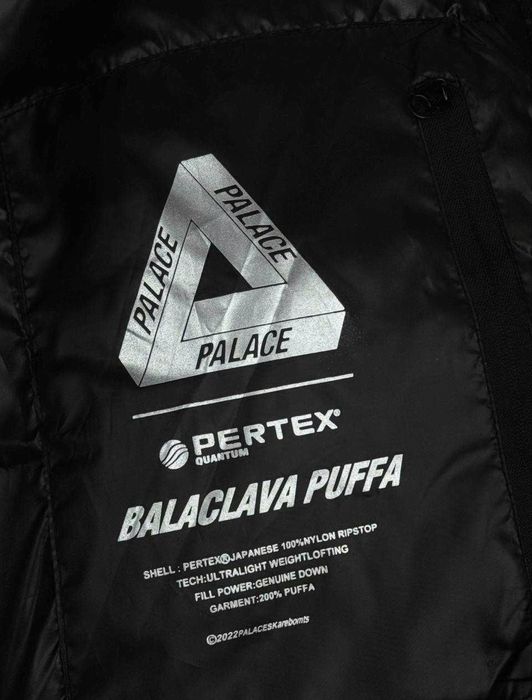 PALACE
PALACE
PALACE
PERTEX®
QUANTUM
BALACLAVA PUFFA
SHELL : PERTEX®JAPANESE 100%NYLON RIPSTOP
TECH:ULTRALIGHT WEIGHTLOFTING
FILL POWER:GENUINE DOWN
GARMENT:200% PUFFA
©2022PALACESKarebomts